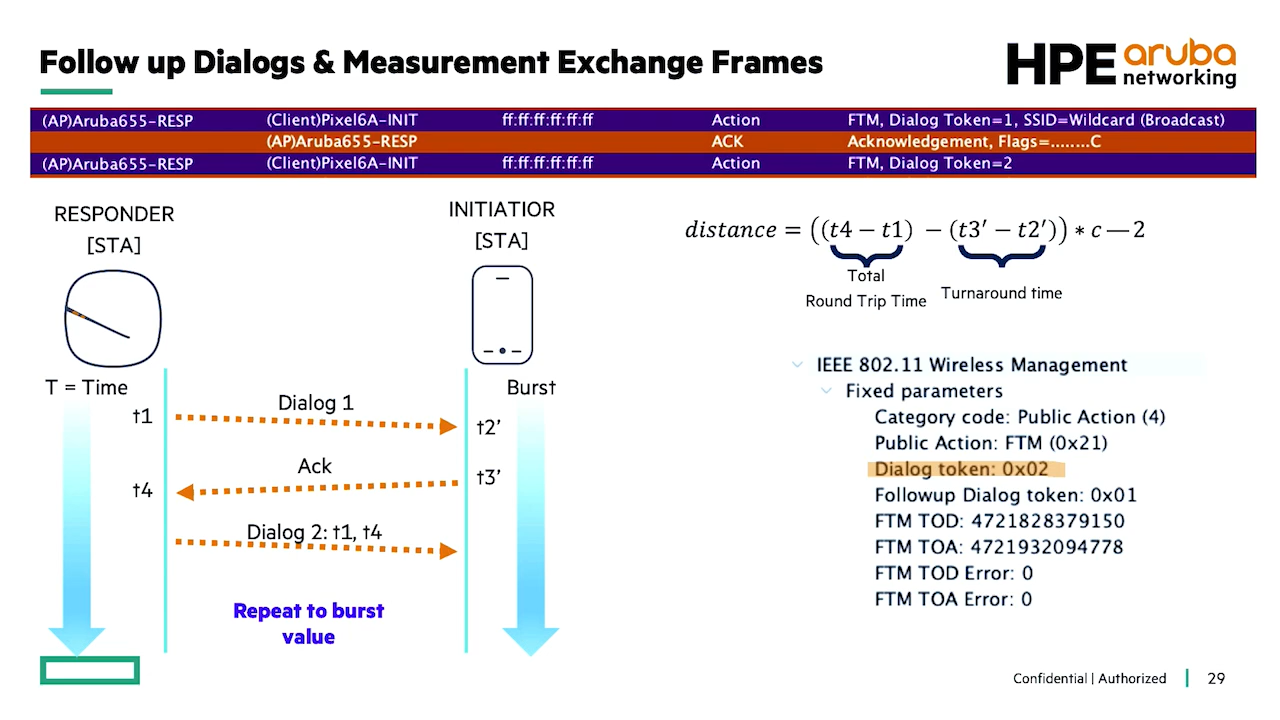 Follow up Dialogs & Measurement Exchange Frames
HPE aruba networking
(AP)Aruba655-RESP (Client)Pixel6A-INIT ff:ff:ff:ff:ff:ff Action FTM, Dialog Token=1, SSID=Wildcard (Broadcast)
(AP)Aruba655-RESP ACK Acknowledgement, Flags=........C
(AP)Aruba655-RESP (Client)Pixel6A-INIT ff:ff:ff:ff:ff:ff Action FTM, Dialog Token=2
RESPONDER
[STA]
INITIATIOR
[STA]
T = Time
Burst
t1
Dialog 1
t2’
Ack
t3’
t4
Dialog 2: t1, t4
Repeat to burst
value
distance = ((t4 − t1) − (t3′ − t2′)) ∗ c — 2
Total
Round Trip Time
Turnaround time
IEEE 802.11 Wireless Management
Fixed parameters
Category code: Public Action (4)
Public Action: FTM (0x21)
Dialog token: 0x02
Followup Dialog token: 0x01
FTM TOD: 4721828379150
FTM TOA: 4721932094778
FTM TOD Error: 0
FTM TOA Error: 0
Confidential | Authorized
29